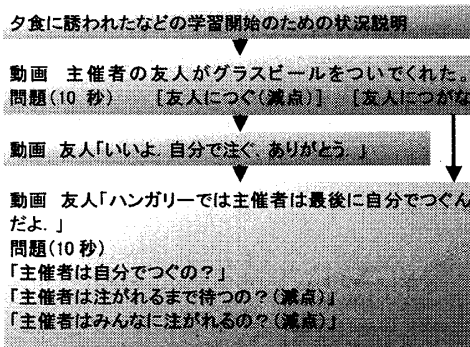 夕食に誘われたなどの学習開始のための状況説明
動画 主催者の友人がグラスビールをついでくれた。
問題(10 秒) [友人につぐ(減点)] [友人につがな
動画 友人「いいよ. 自分で注ぐ. ありがとう. 」
動画 友人「ハンガリーでは主催者は最後に自分でつぐん
だよ. 」
問題(10 秒)
「主催者は自分でつぐの?」
「主催者は注がれるまで待つの?(減点)」
「主催者はみんなに注がれるの?(減点)」